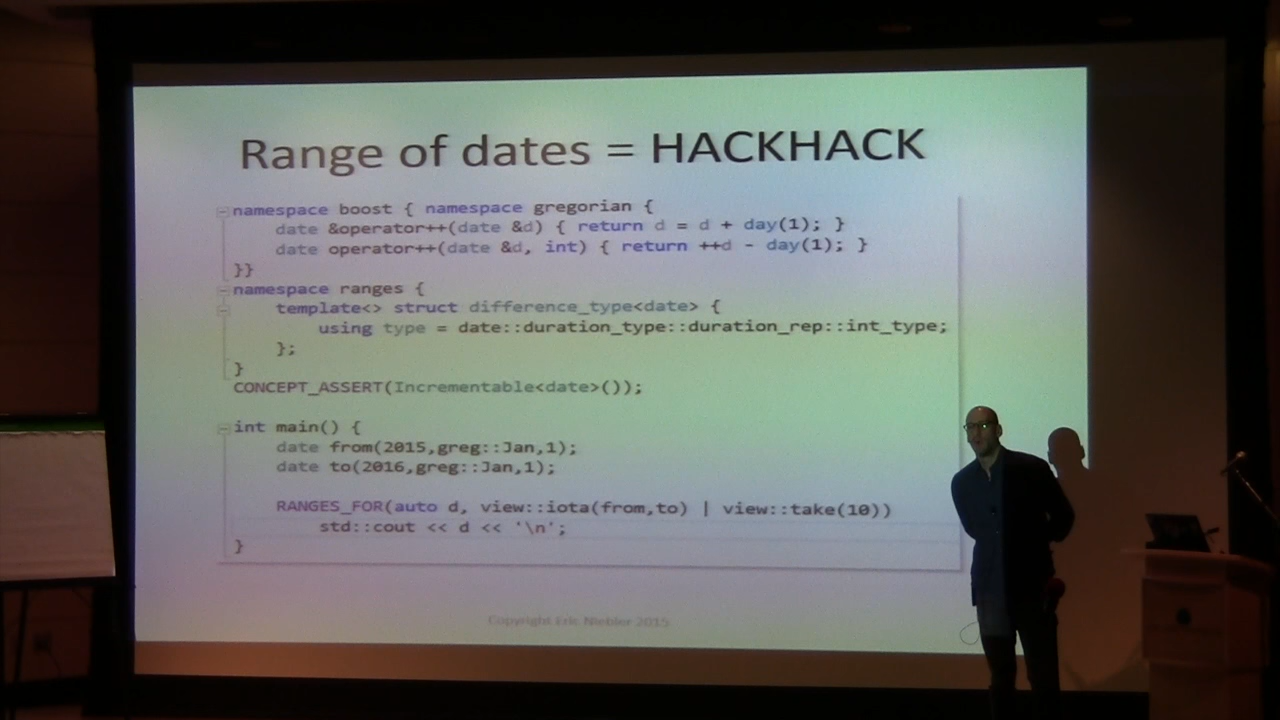 Range of dates = HACKHACK
namespace boost { namespace gregorian {
date &operator++(date &d) { return d = d + day(1); }
date operator++(date &d, int) { return ++d - day(1); }
}}
namespace ranges {
template<> struct difference_type<date> {
using type = date::duration_type::duration_rep::int_type;
};
}
CONCEPT_ASSERT(Incrementable<date>());
int main() {
date from(2015,greg::Jan,1);
date to(2016,greg::Jan,1);
RANGES_FOR(auto d, view::iota(from,to) | view::take(10))
std::cout << d << '\n';
}
Copyright Eric Niebler 2015